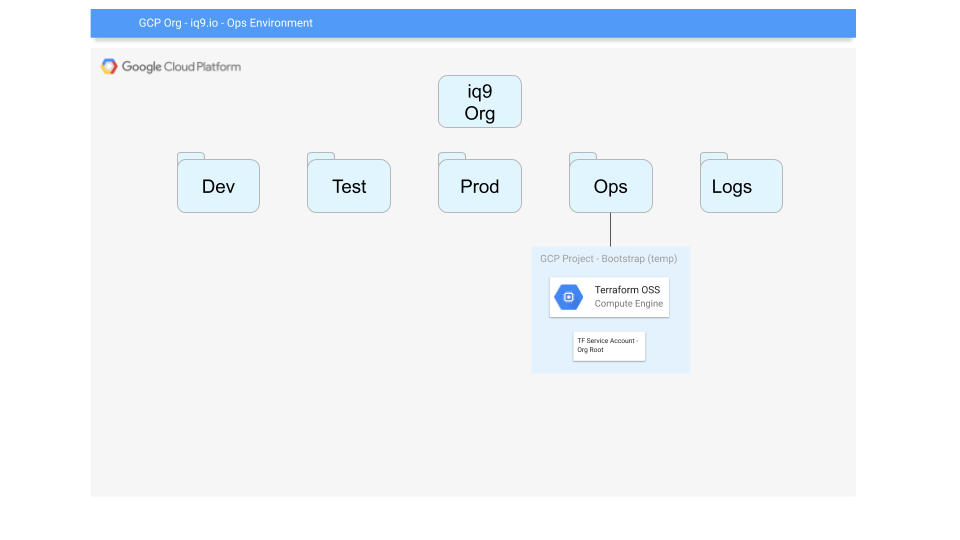 GCP Org - iq9.io - Ops Environment
Google Cloud Platform
iq9
Org
Dev
Test
Prod
Ops
Logs
GCP Project - Bootstrap (temp)
Terraform OSS
Compute Engine
TF Service Account -
Org Root